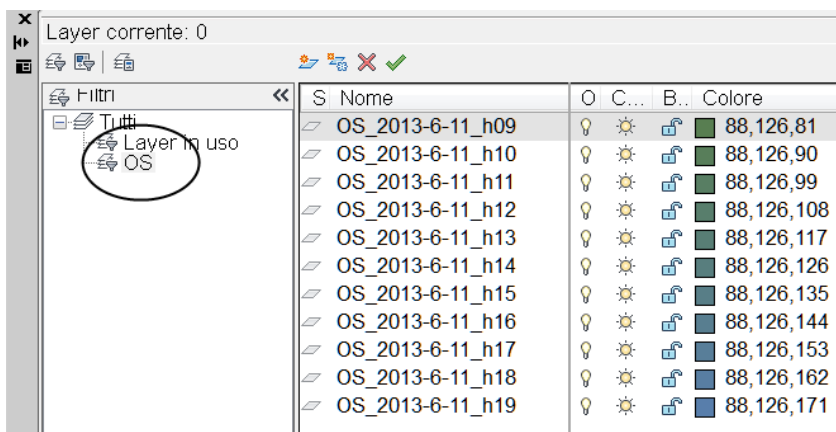 Layer corrente: 0
Filtri
Tutti
Layer in uso
OS
S Nome O C... B.. Colore
OS_2013-6-11_h09 88,126,81
OS_2013-6-11_h10 88,126,90
OS_2013-6-11_h11 88,126,99
OS_2013-6-11_h12 88,126,108
OS_2013-6-11_h13 88,126,117
OS_2013-6-11_h14 88,126,126
OS_2013-6-11_h15 88,126,135
OS_2013-6-11_h16 88,126,144
OS_2013-6-11_h17 88,126,153
OS_2013-6-11_h18 88,126,162
OS_2013-6-11_h19 88,126,171